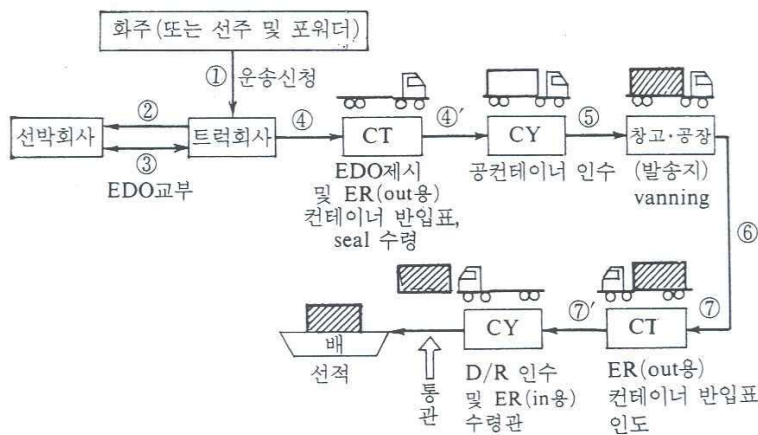 화주(또는 선주 및 포워더)
① 운송신청
②
선박회사
③
EDO교부
트럭회사
④
CT
EDO제시
및 ER(out용)
컨테이너 반입표,
seal 수령
④′
CY
공컨테이너 인수
⑤
창고·공장
(발송지)
vanning
⑥
⑦
CT
ER(out용)
컨테이너 반입표
인도
⑦′
CY
D/R 인수
및 ER(in용)
수령관
통관
배
선적